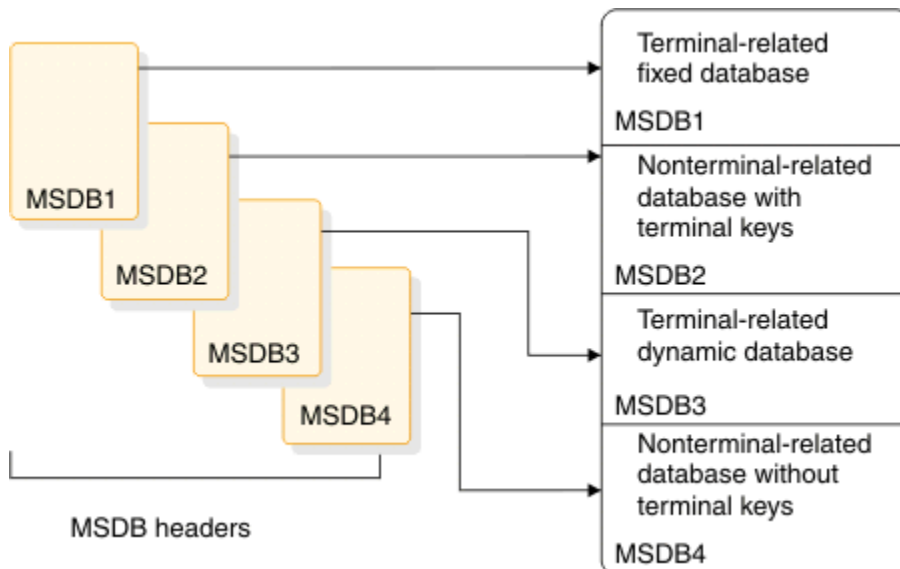 MSDB1
MSDB2
MSDB3
MSDB4
MSDB headers
Terminal-related
fixed database
MSDB1
Nonterminal-related
database with
terminal keys
MSDB2
Terminal-related
dynamic database
MSDB3
Nonterminal-related
database without
terminal keys
MSDB4